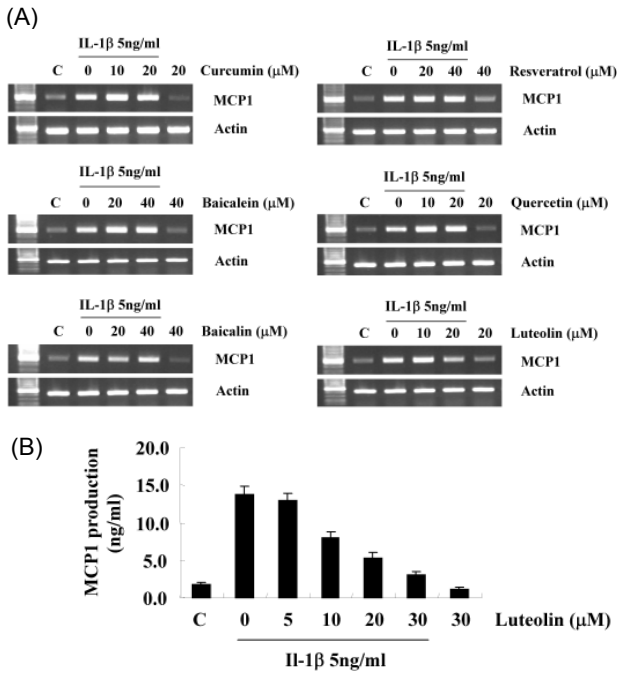 (A)
IL-1β 5ng/ml
C 0 10 20 20 Curcumin (μM)
MCP1
Actin
IL-1β 5ng/ml
C 0 20 40 40 Resveratrol (μM)
MCP1
Actin
IL-1β 5ng/ml
C 0 20 40 40 Baicalein (μM)
MCP1
Actin
IL-1β 5ng/ml
C 0 10 20 20 Quercetin (μM)
MCP1
Actin
IL-1β 5ng/ml
C 0 20 40 40 Baicalin (μM)
MCP1
Actin
IL-1β 5ng/ml
C 0 10 20 20 Luteolin (μM)
MCP1
Actin
(B)
MCP1 production
(ng/ml)
20.0
15.0
10.0
5.0
0.0
C 0 5 10 20 30 30 Luteolin (μM)
Il-1β 5ng/ml